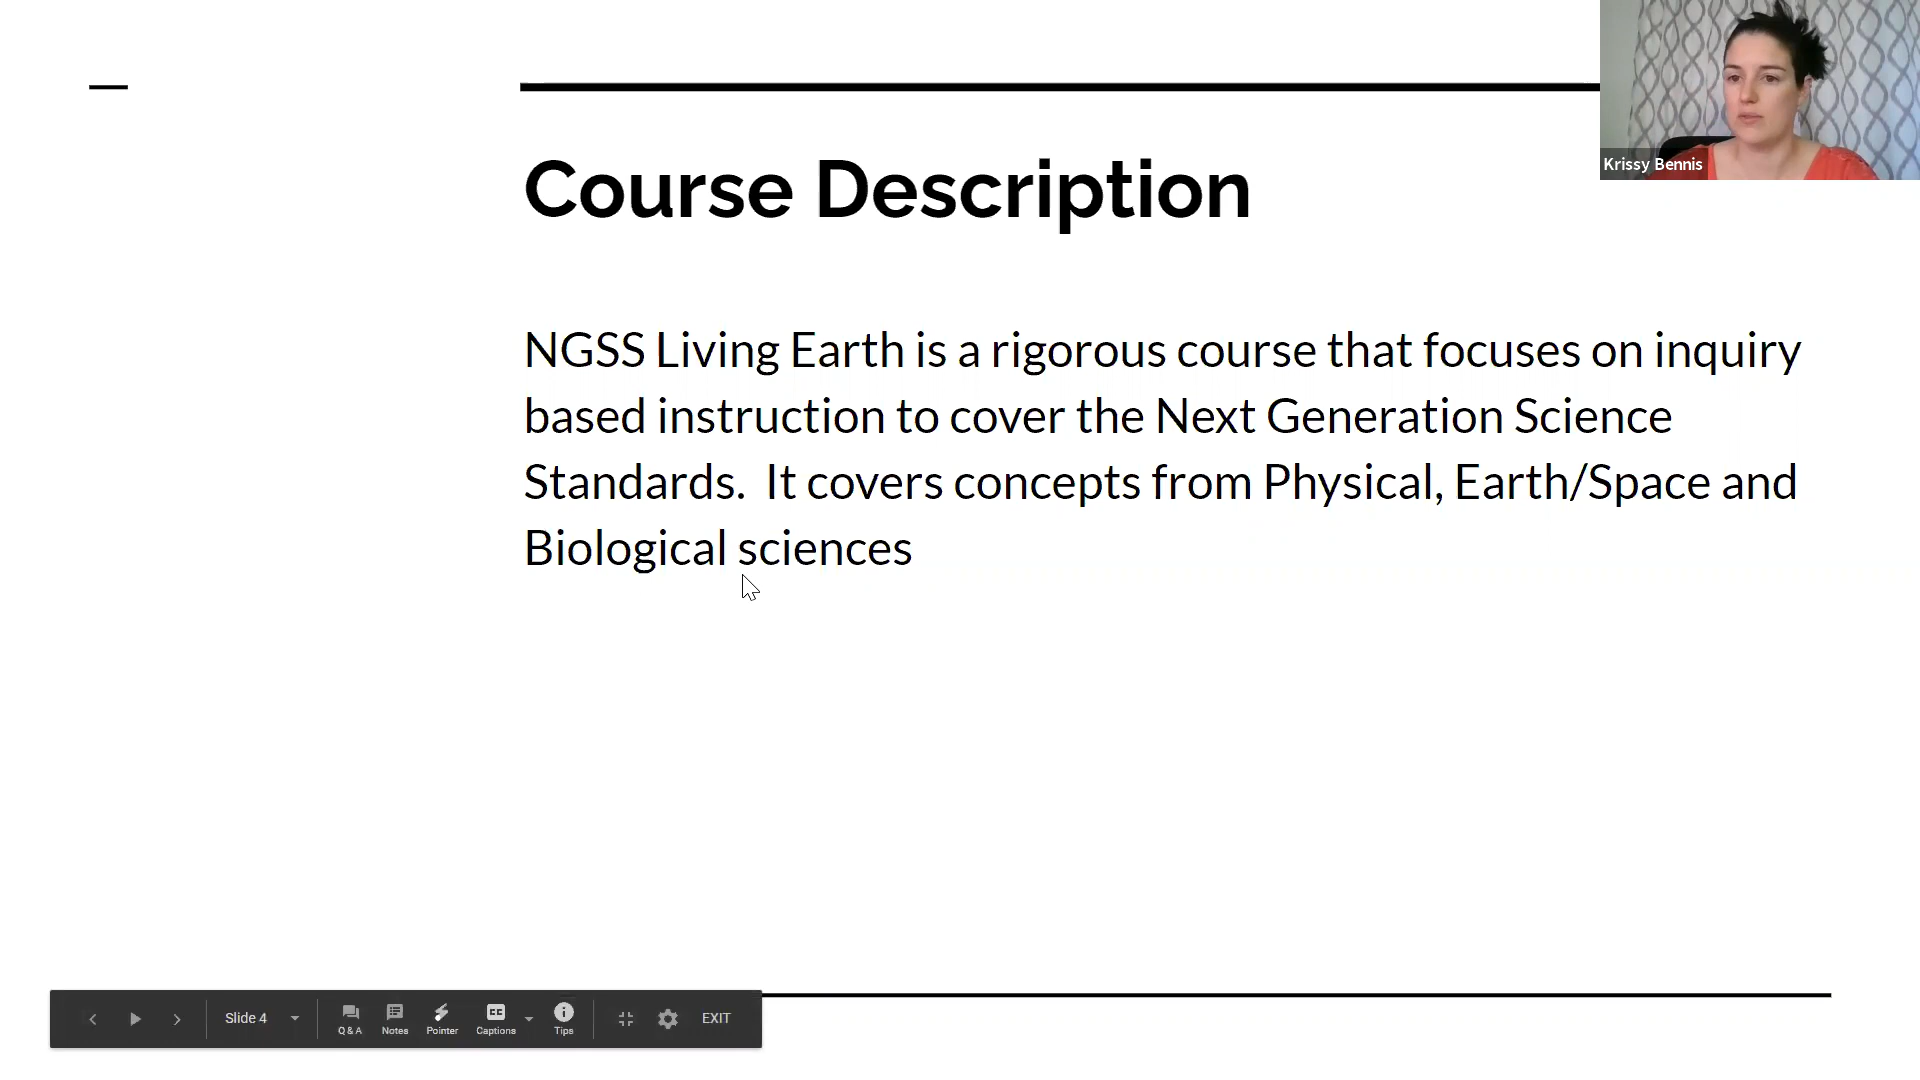 Krissy Bennis
Course Description
NGSS Living Earth is a rigorous course that focuses on inquiry
based instruction to cover the Next Generation Science
Standards.  It covers concepts from Physical, Earth/Space and
Biological sciences
Slide 4
Q & A
Notes
Pointer
CC
Captions
Tips
EXIT